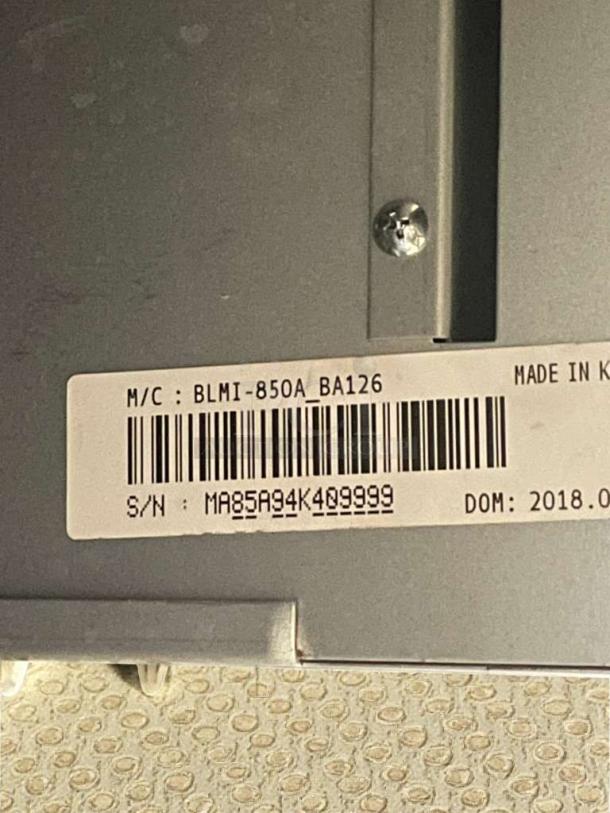 M/C : BLMI-850A_BA126
MADE IN K
S/N : MA85A94K409999
DOM: 2018.0